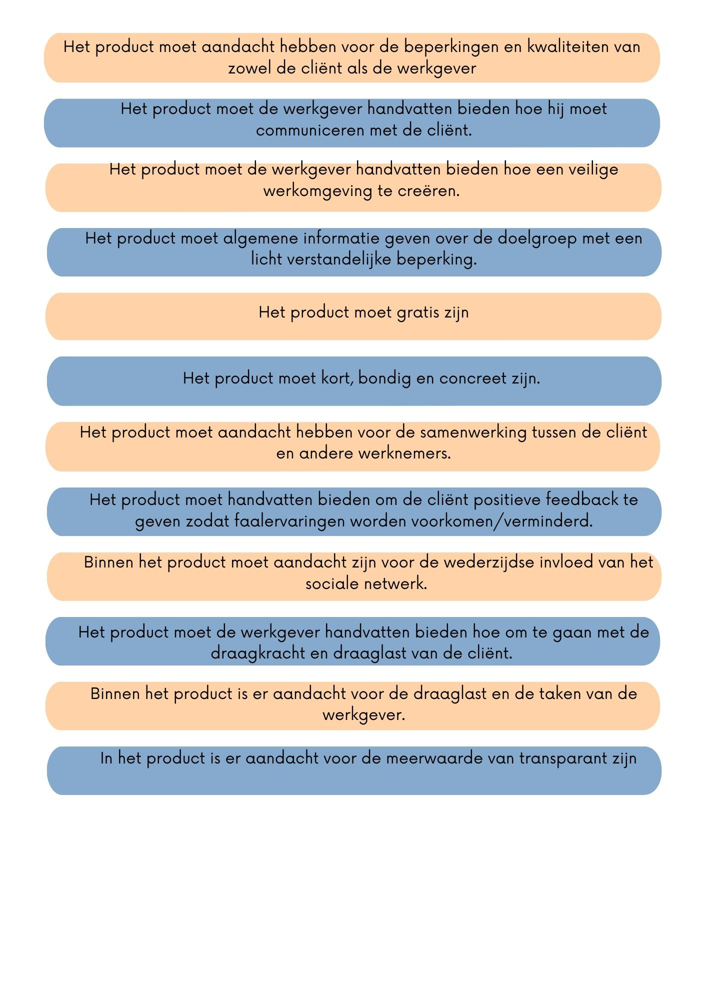 Het product moet aandacht hebben voor de beperkingen en kwaliteiten van
zowel de cliënt als de werkgever
Het product moet de werkgever handvatten bieden hoe hij moet
communiceren met de cliënt.
Het product moet de werkgever handvatten bieden hoe een veilige
werkomgeving te creëren.
Het product moet algemene informatie geven over de doelgroep met een
licht verstandelijke beperking.
Het product moet gratis zijn
Het product moet kort, bondig en concreet zijn.
Het product moet aandacht hebben voor de samenwerking tussen de cliënt
en andere werknemers.
Het product moet handvatten bieden om de cliënt positieve feedback te
geven zodat faalervaringen worden voorkomen/verminderd.
Binnen het product moet aandacht zijn voor de wederzijdse invloed van het
sociale netwerk.
Het product moet de werkgever handvatten bieden hoe om te gaan met de
draagkracht en draaglast van de cliënt.
Binnen het product is er aandacht voor de draaglast en de taken van de
werkgever.
In het product is er aandacht voor de meerwaarde van transparant zijn